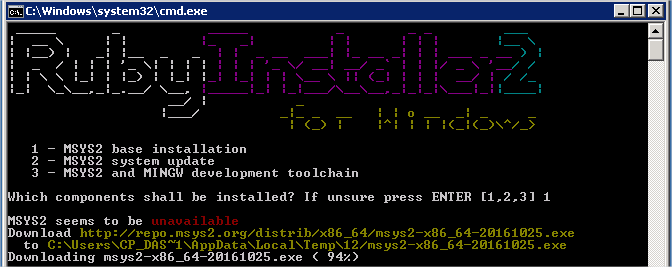 C:\Windows\system32\cmd.exe
RubyInstaller2
for Windows
1 - MSYS2 base installation
2 - MSYS2 system update
3 - MSYS2 and MINGW development toolchain
Which components shall be installed? If unsure press ENTER [1,2,3] 1
MSYS2 seems to be unavailable
Download http://repo.msys2.org/distrib/x86_64/msys2-x86_64-20161025.exe
to C:\Users\CP_DAS~1\AppData\Local\Temp\12/msys2-x86_64-20161025.exe
Downloading msys2-x86_64-20161025.exe ( 94%)